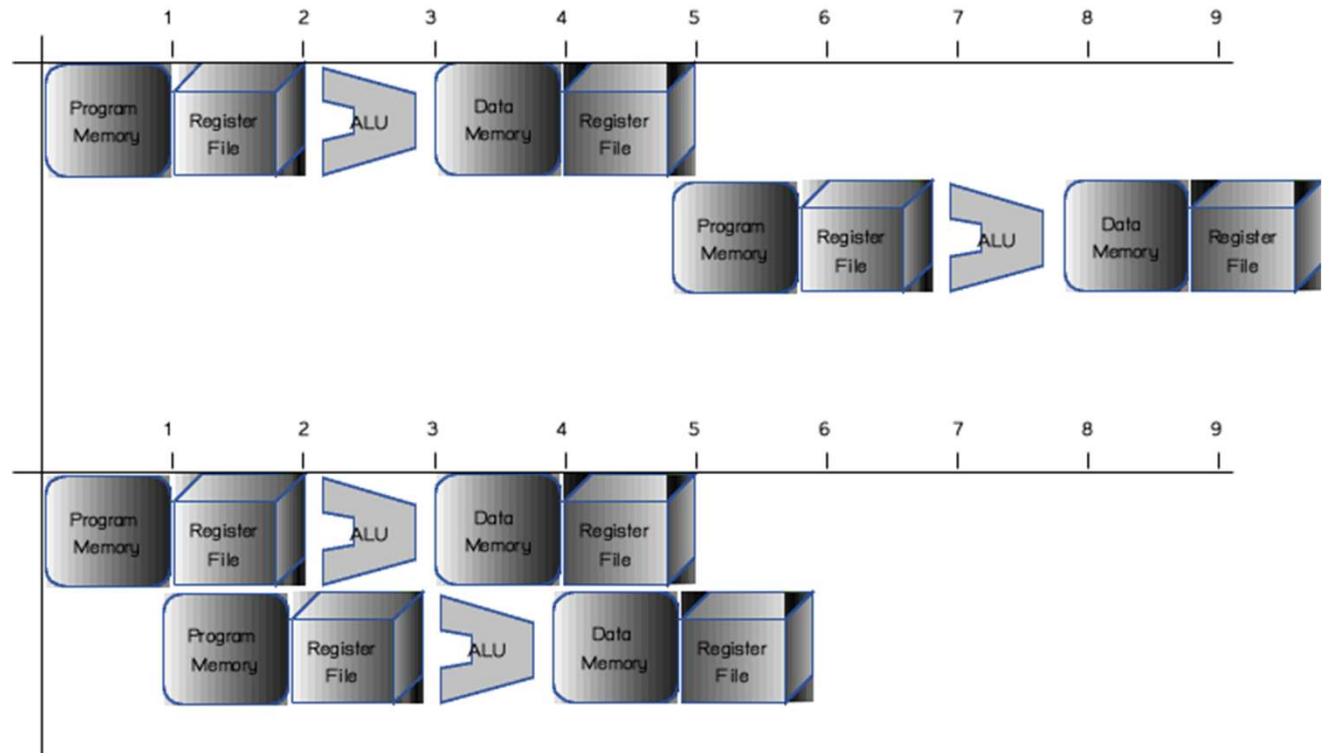 1 2 3 4 5 6 7 8 9
Program
Memory
Register
File
ALU
Data
Memory
Register
File
Program
Memory
Register
File
ALU
Data
Memory
Register
File
1 2 3 4 5 6 7 8 9
Program
Memory
Register
File
ALU
Data
Memory
Register
File
Program
Memory
Register
File
ALU
Data
Memory
Register
File